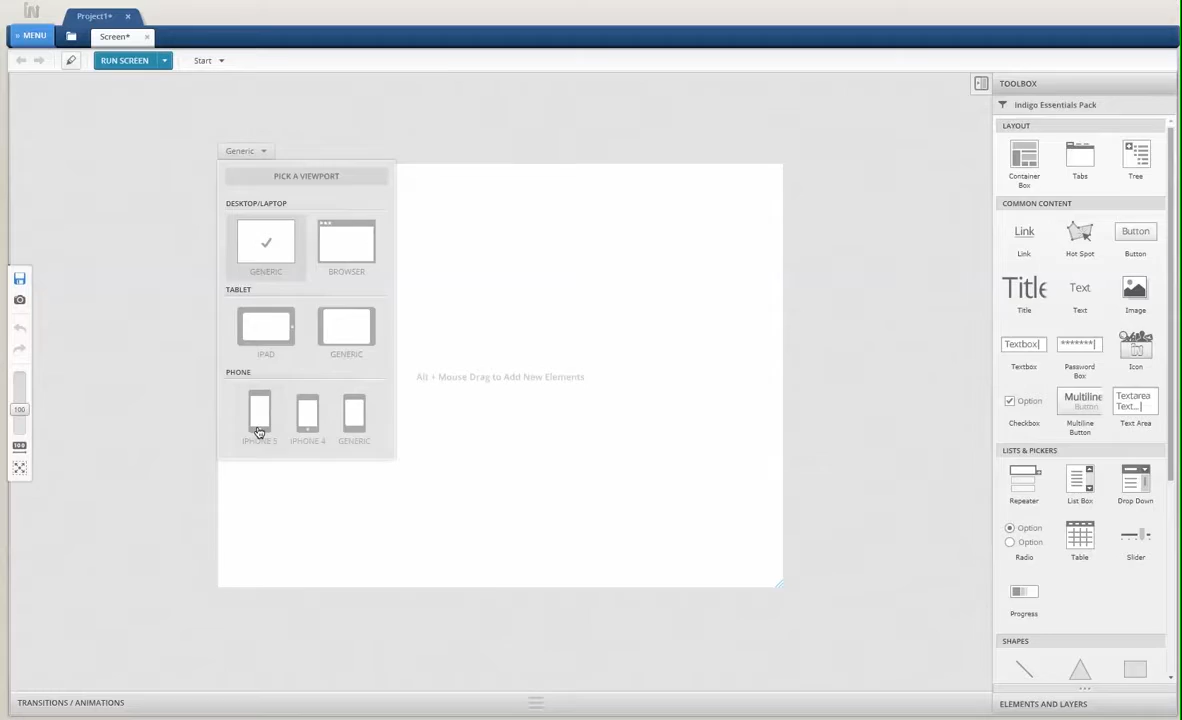 Project1*
» MENU
Screen*
RUN SCREEN
Start
TOOLBOX
Indigo Essentials Pack
LAYOUT
Container Box
Tabs
Tree
COMMON CONTENT
Link
Button
Link
Hot Spot
Button
Title
Text
Title
Text
Image
Textbox
*******
Textbox
Password Box
Icon
Option
Multiline Button
Textarea Text...
Checkbox
Multiline Button
Text Area
LISTS & PICKERS
Repeater
List Box
Drop Down
Option
Option
Radio
Table
Slider
Progress
SHAPES
ELEMENTS AND LAYERS
Generic
PICK A VIEWPORT
DESKTOP/LAPTOP
GENERIC
BROWSER
TABLET
IPAD
GENERIC
PHONE
IPHONE 5
IPHONE 4
GENERIC
Alt + Mouse Drag to Add New Elements
100
TRANSITIONS / ANIMATIONS